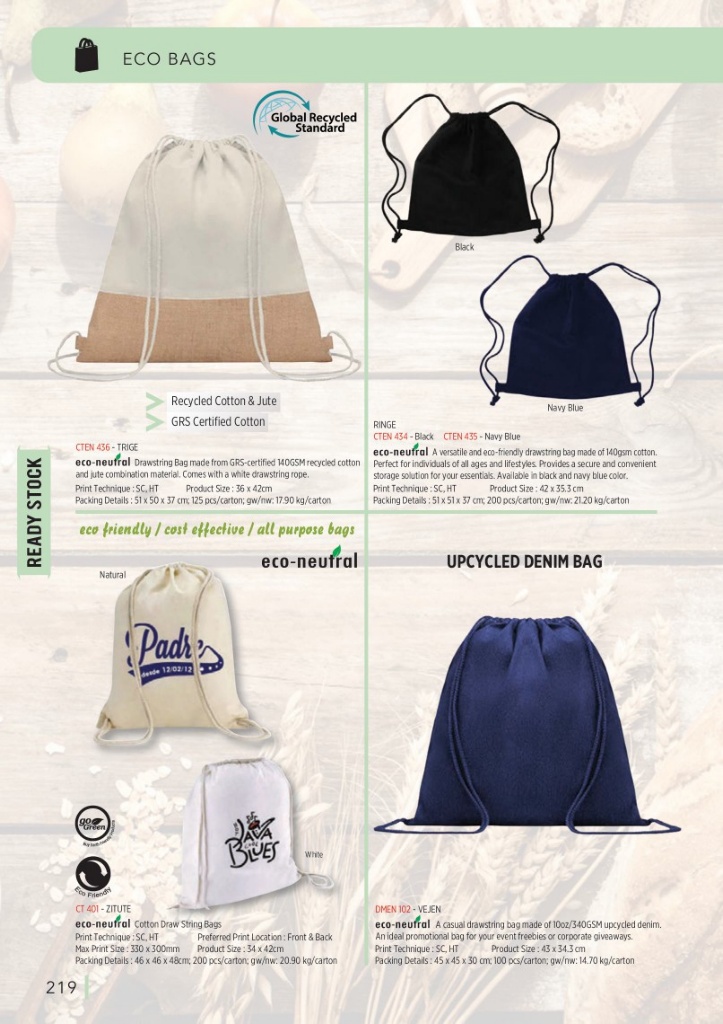 ECO BAGS
Global Recycled
Standard
Black
Navy Blue
Recycled Cotton & Jute
GRS Certified Cotton
CTEN 436 - TRIGE
eco-neutral Drawstring Bag made from GRS-certified 140GSM recycled cotton
and jute combination material. Comes with a white drawstring rope.
Print Technique : SC, HT Product Size : 36 x 42cm
Packing Details : 51 x 50 x 37 cm; 125 pcs/carton; gw/nw: 17.90 kg/carton
RINGE
CTEN 434 - Black CTEN 435 - Navy Blue
eco-neutral A versatile and eco-friendly drawstring bag made of 140gsm cotton.
Perfect for individuals of all ages and lifestyles. Provides a secure and convenient
storage solution for your essentials. Available in black and navy blue color.
Print Technique : SC, HT Product Size : 42 x 35.3 cm
Packing Details : 51 x 51 x 37 cm; 200 pcs/carton; gw/nw: 21.20 kg/carton
READY STOCK
eco friendly / cost effective / all purpose bags
eco-neutral
Natural
Padre
desde 12/02/12
JAVA
BLUES
White
go
Green
Eco Friendly
CT 401 - ZITUTE
eco-neutral Cotton Draw String Bags
Print Technique : SC, HT Preferred Print Location : Front & Back
Max Print Size : 330 x 300mm Product Size : 34 x 42cm
Packing Details : 46 x 46 x 48cm; 200 pcs/carton; gw/nw: 20.90 kg/carton
UPCYCLED DENIM BAG
DMEN 102 - VEJEN
eco-neutral A casual drawstring bag made of 10oz/340GSM upcycled denim.
An ideal promotional bag for your event freebies or corporate giveaways.
Print Technique : SC, HT Product Size : 43 x 34.3 cm
Packing Details : 45 x 45 x 30 cm; 100 pcs/carton; gw/nw: 14.70 kg/carton
219